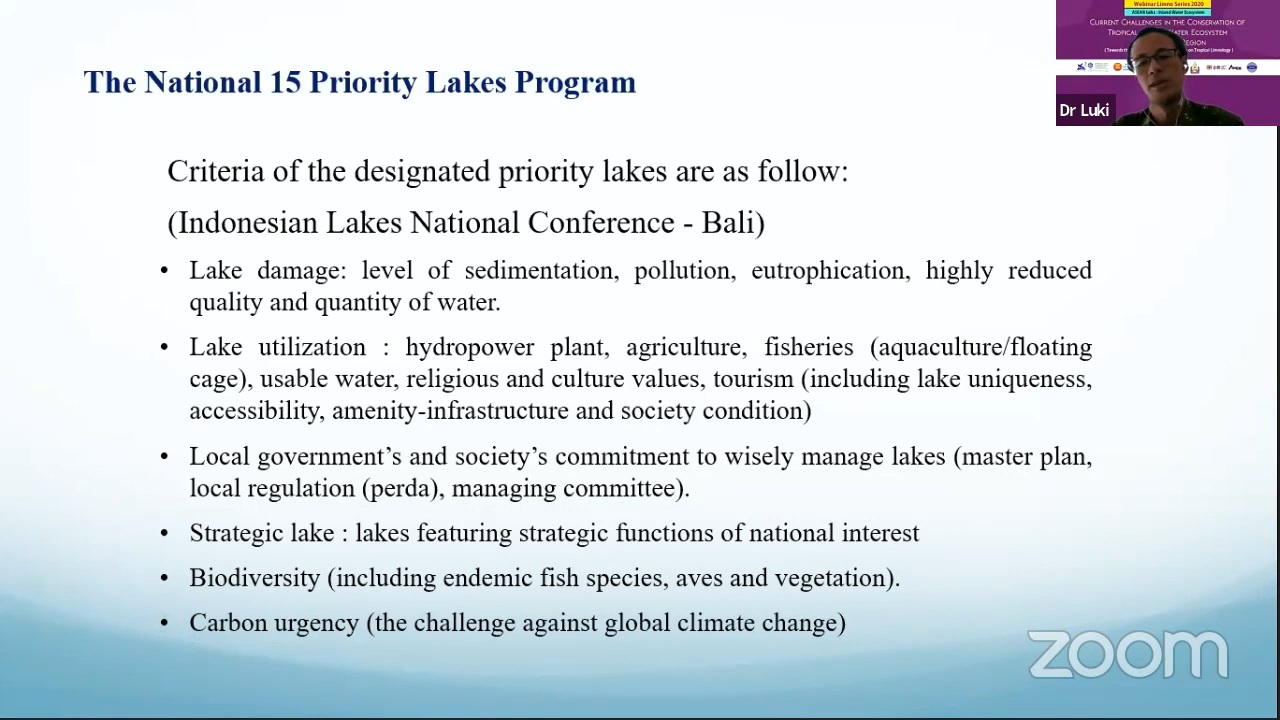 Webinar Limno Series 2020
ASEAN talks : Inland Water Ecosystem
CURRENT CHALLENGES IN THE CONSERVATION OF
TROPICAL WATER ECOSYSTEM
REGION
Dr Luki
The National 15 Priority Lakes Program
Criteria of the designated priority lakes are as follow:
(Indonesian Lakes National Conference - Bali)
• Lake damage: level of sedimentation, pollution, eutrophication, highly reduced
quality and quantity of water.
• Lake utilization : hydropower plant, agriculture, fisheries (aquaculture/floating
cage), usable water, religious and culture values, tourism (including lake uniqueness,
accessibility, amenity-infrastructure and society condition)
• Local government’s and society’s commitment to wisely manage lakes (master plan,
local regulation (perda), managing committee).
• Strategic lake : lakes featuring strategic functions of national interest
• Biodiversity (including endemic fish species, aves and vegetation).
• Carbon urgency (the challenge against global climate change)
zoom